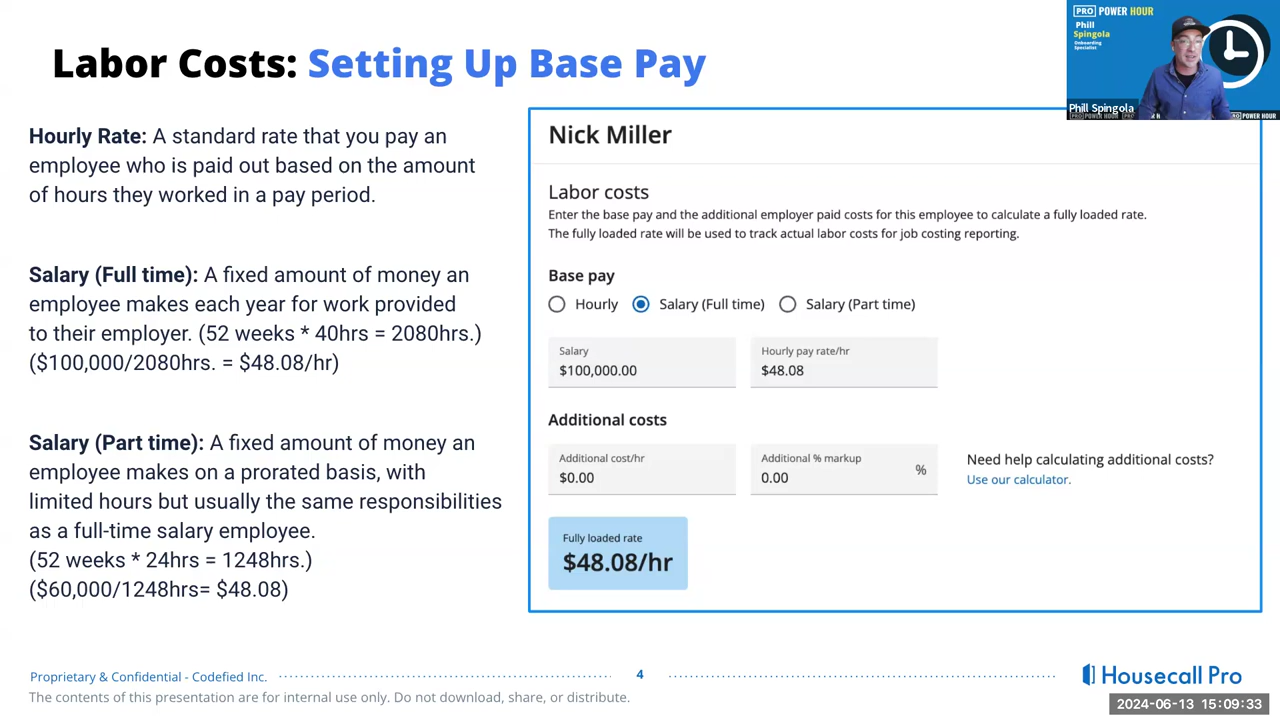 Labor Costs: Setting Up Base Pay
Hourly Rate: A standard rate that you pay an
employee who is paid out based on the amount
of hours they worked in a pay period.
Salary (Full time): A fixed amount of money an
employee makes each year for work provided
to their employer. (52 weeks * 40hrs = 2080hrs.)
($100,000/2080hrs. = $48.08/hr)
Salary (Part time): A fixed amount of money an
employee makes on a prorated basis, with
limited hours but usually the same responsibilities
as a full-time salary employee.
(52 weeks * 24hrs = 1248hrs.)
($60,000/1248hrs= $48.08)
Nick Miller
Labor costs
Enter the base pay and the additional employer paid costs for this employee to calculate a fully loaded rate.
The fully loaded rate will be used to track actual labor costs for job costing reporting.
Base pay
Hourly Salary (Full time) Salary (Part time)
Salary Hourly pay rate/hr
$100,000.00 $48.08
Additional costs
Additional cost/hr Additional % markup
$0.00 0.00 %
Need help calculating additional costs?
Use our calculator.
Fully loaded rate
$48.08/hr
PRO POWER HOUR
Phill
Spingola
Onboarding
Specialist
Phill Spingola
PRO POWER HOUR PRO
PRO POWER HOUR
Proprietary & Confidential - Codefied Inc.
4
The contents of this presentation are for internal use only. Do not download, share, or distribute.
Housecall Pro
2024-06-13 15:09:33